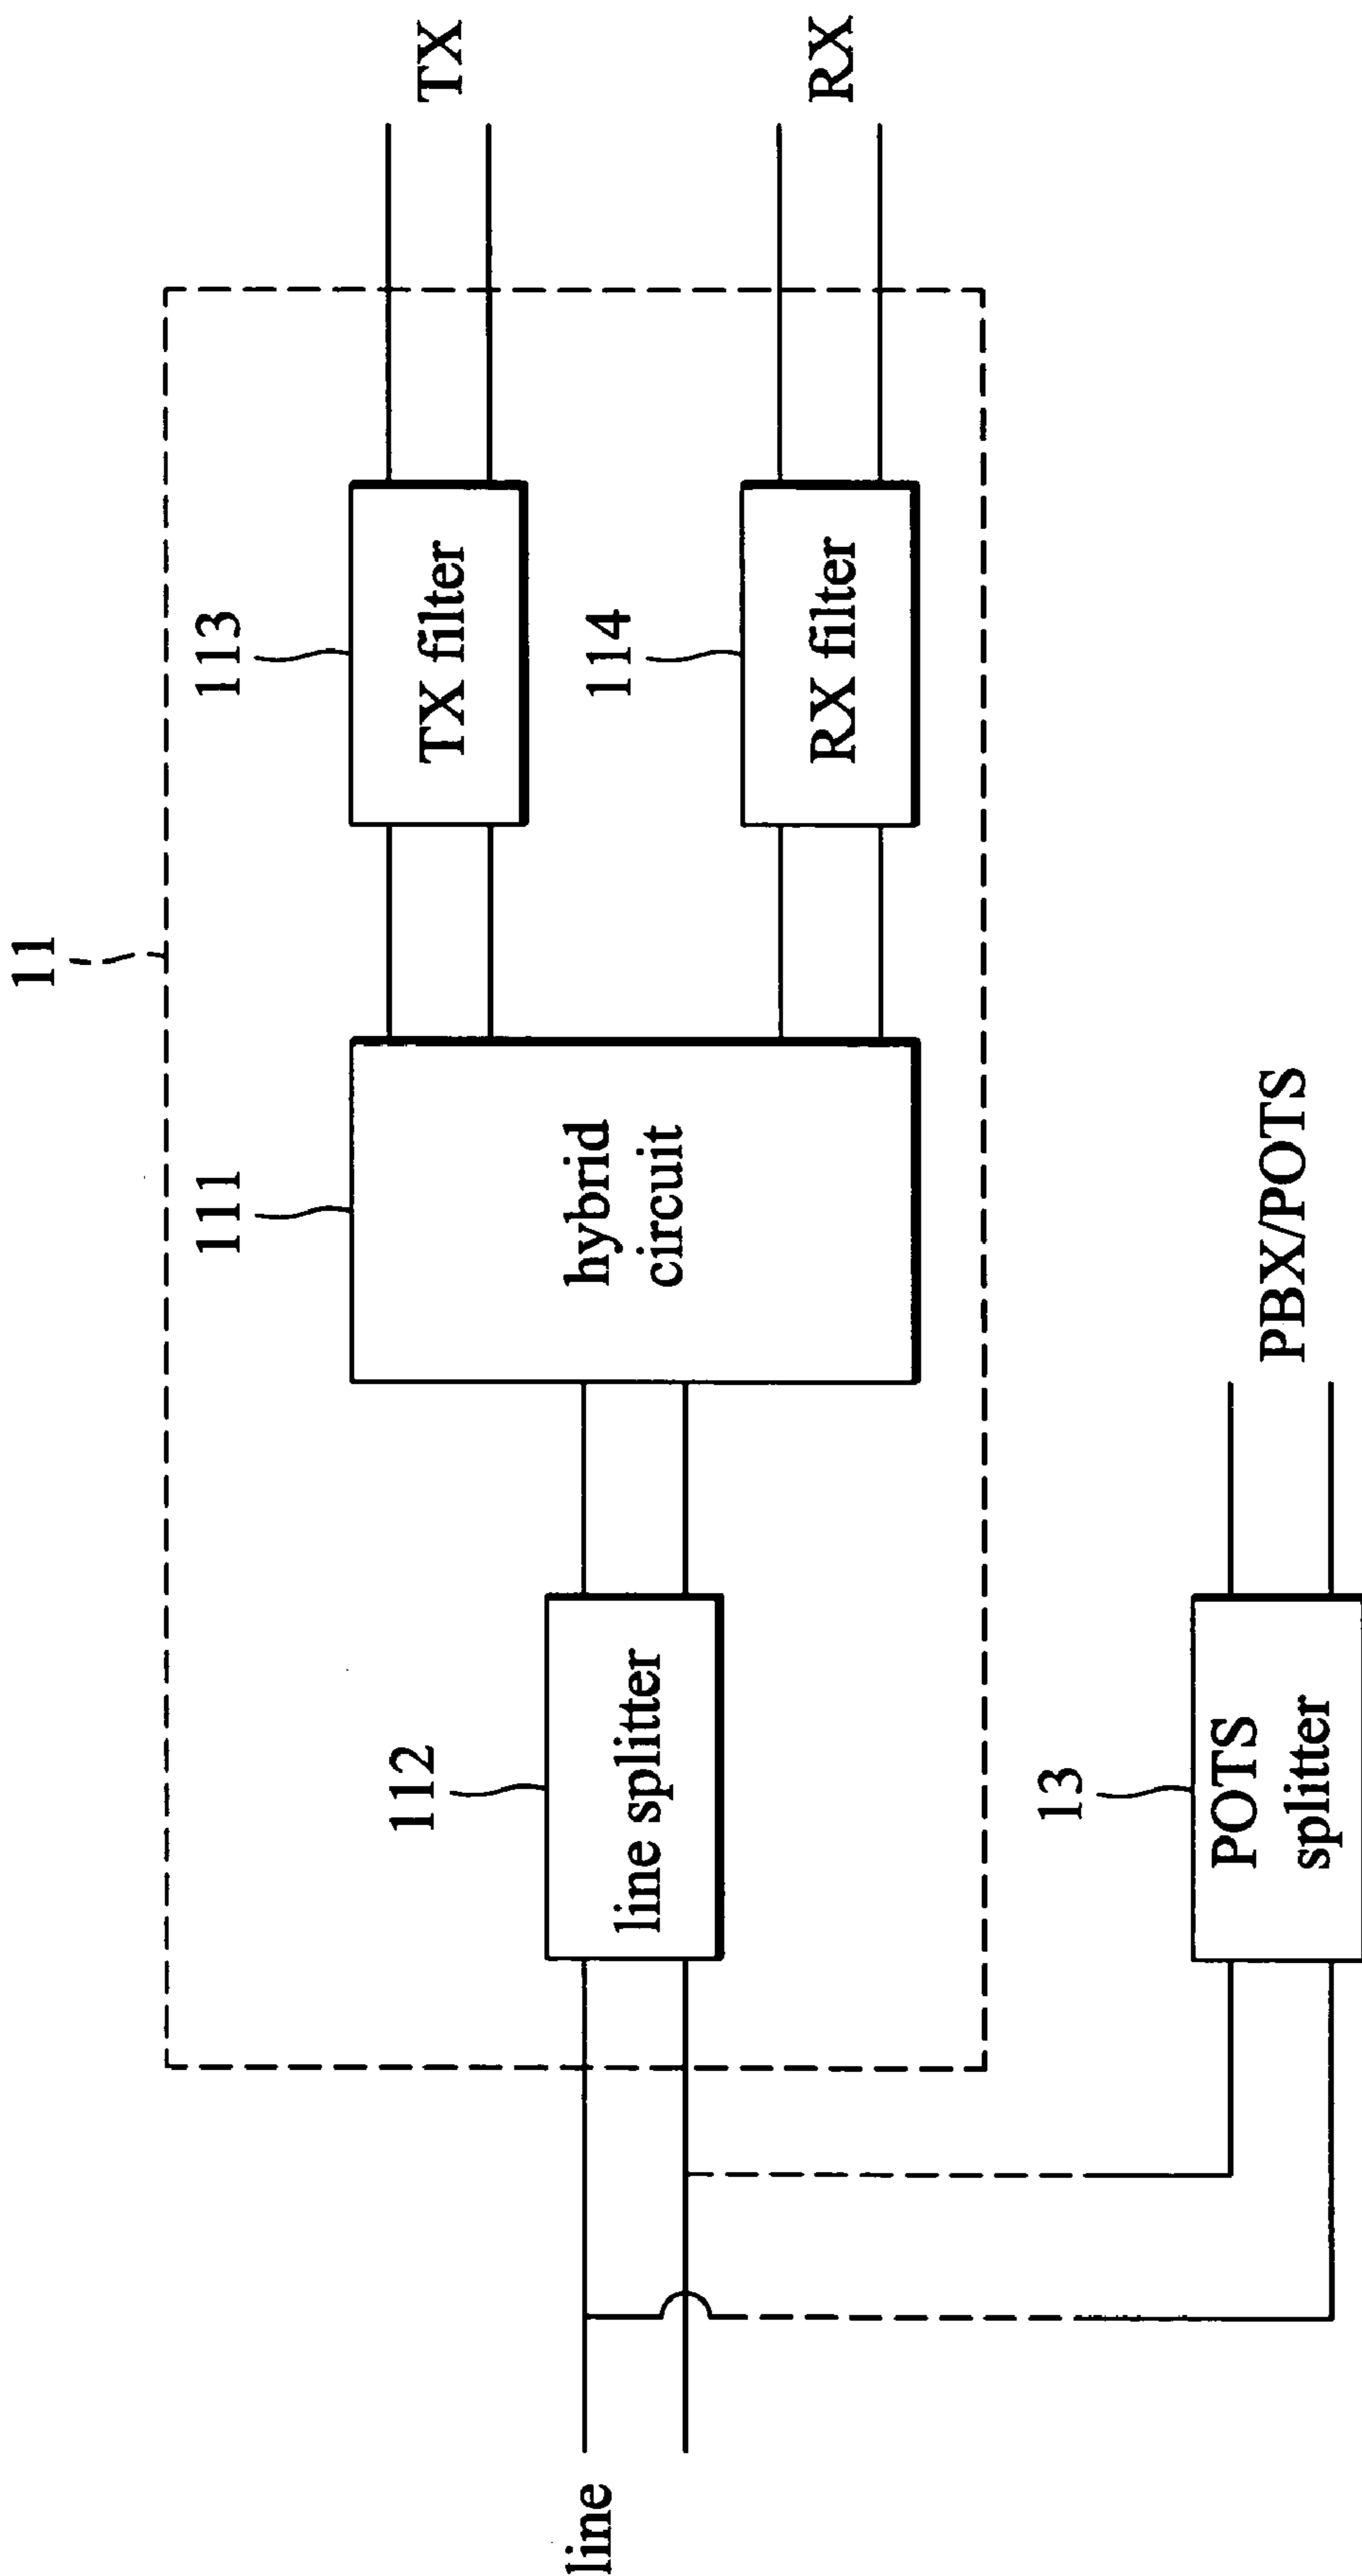 11
113
TX filter
TX
111
hybrid
circuit
114
RX filter
RX
112
line splitter
line
13
POTS
splitter
PBX/POTS